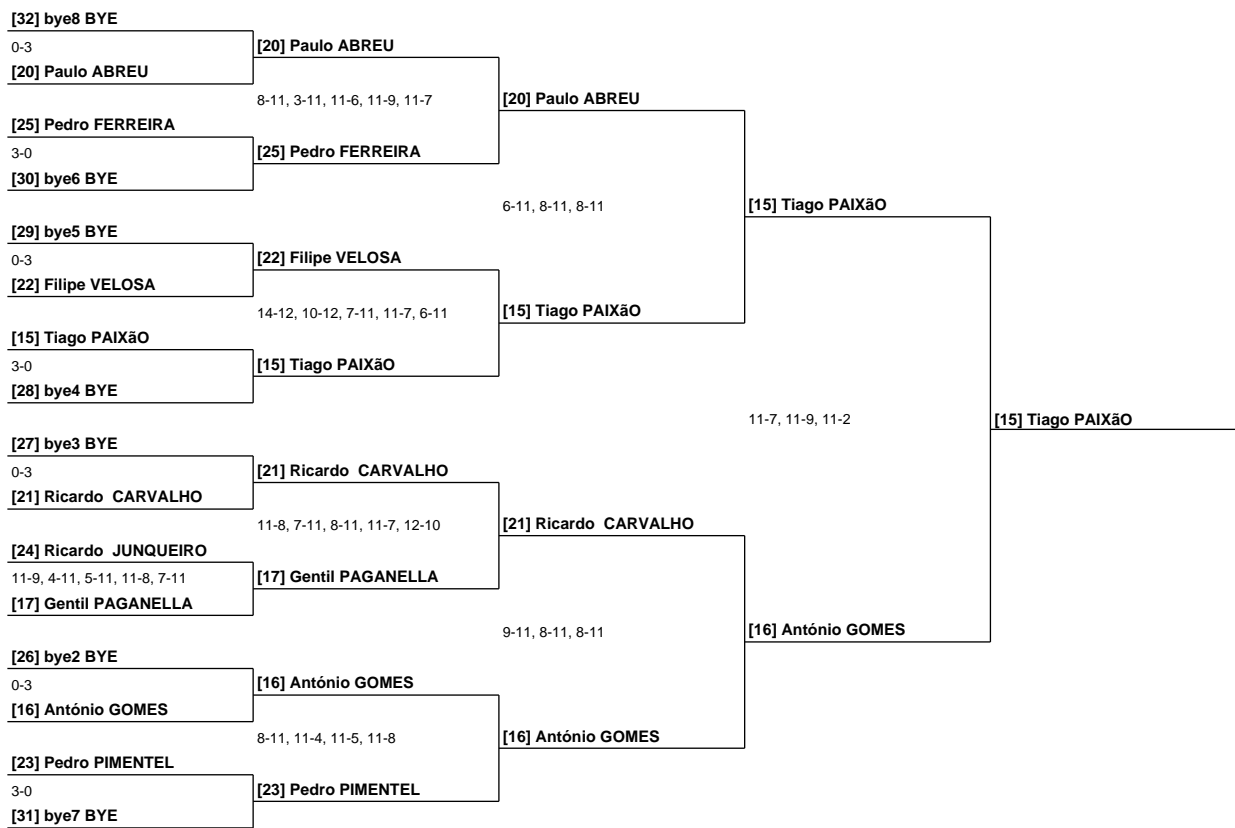 [32] bye8 BYE
0-3
[20] Paulo ABREU
[20] Paulo ABREU
8-11, 3-11, 11-6, 11-9, 11-7
[20] Paulo ABREU
[25] Pedro FERREIRA
3-0
[25] Pedro FERREIRA
[30] bye6 BYE
6-11, 8-11, 8-11
[15] Tiago PAIXãO
[29] bye5 BYE
0-3
[22] Filipe VELOSA
[22] Filipe VELOSA
14-12, 10-12, 7-11, 11-7, 6-11
[15] Tiago PAIXãO
[15] Tiago PAIXãO
3-0
[15] Tiago PAIXãO
[28] bye4 BYE
11-7, 11-9, 11-2
[15] Tiago PAIXãO
[27] bye3 BYE
0-3
[21] Ricardo CARVALHO
[21] Ricardo CARVALHO
11-8, 7-11, 8-11, 11-7, 12-10
[21] Ricardo CARVALHO
[24] Ricardo JUNQUEIRO
11-9, 4-11, 5-11, 11-8, 7-11
[17] Gentil PAGANELLA
[17] Gentil PAGANELLA
9-11, 8-11, 8-11
[16] António GOMES
[26] bye2 BYE
0-3
[16] António GOMES
[16] António GOMES
8-11, 11-4, 11-5, 11-8
[16] António GOMES
[23] Pedro PIMENTEL
3-0
[23] Pedro PIMENTEL
[31] bye7 BYE